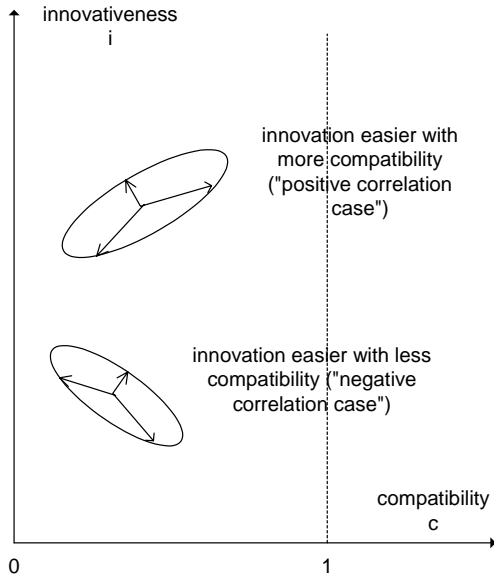 innovativeness
i
innovation easier with
more compatibility
("positive correlation
case")
innovation easier with less
compatibility ("negative
correlation case")
compatibility
c
0
1